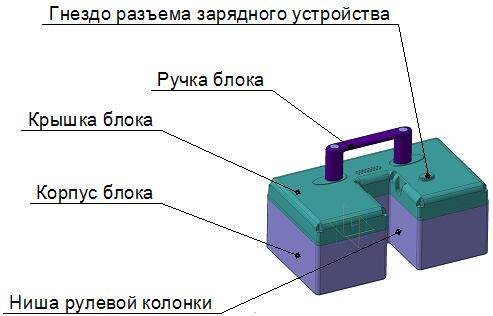 Гнездо разъема зарядного устройства
Ручка блока
Крышка блока
Корпус блока
Ниша рулевой колонки